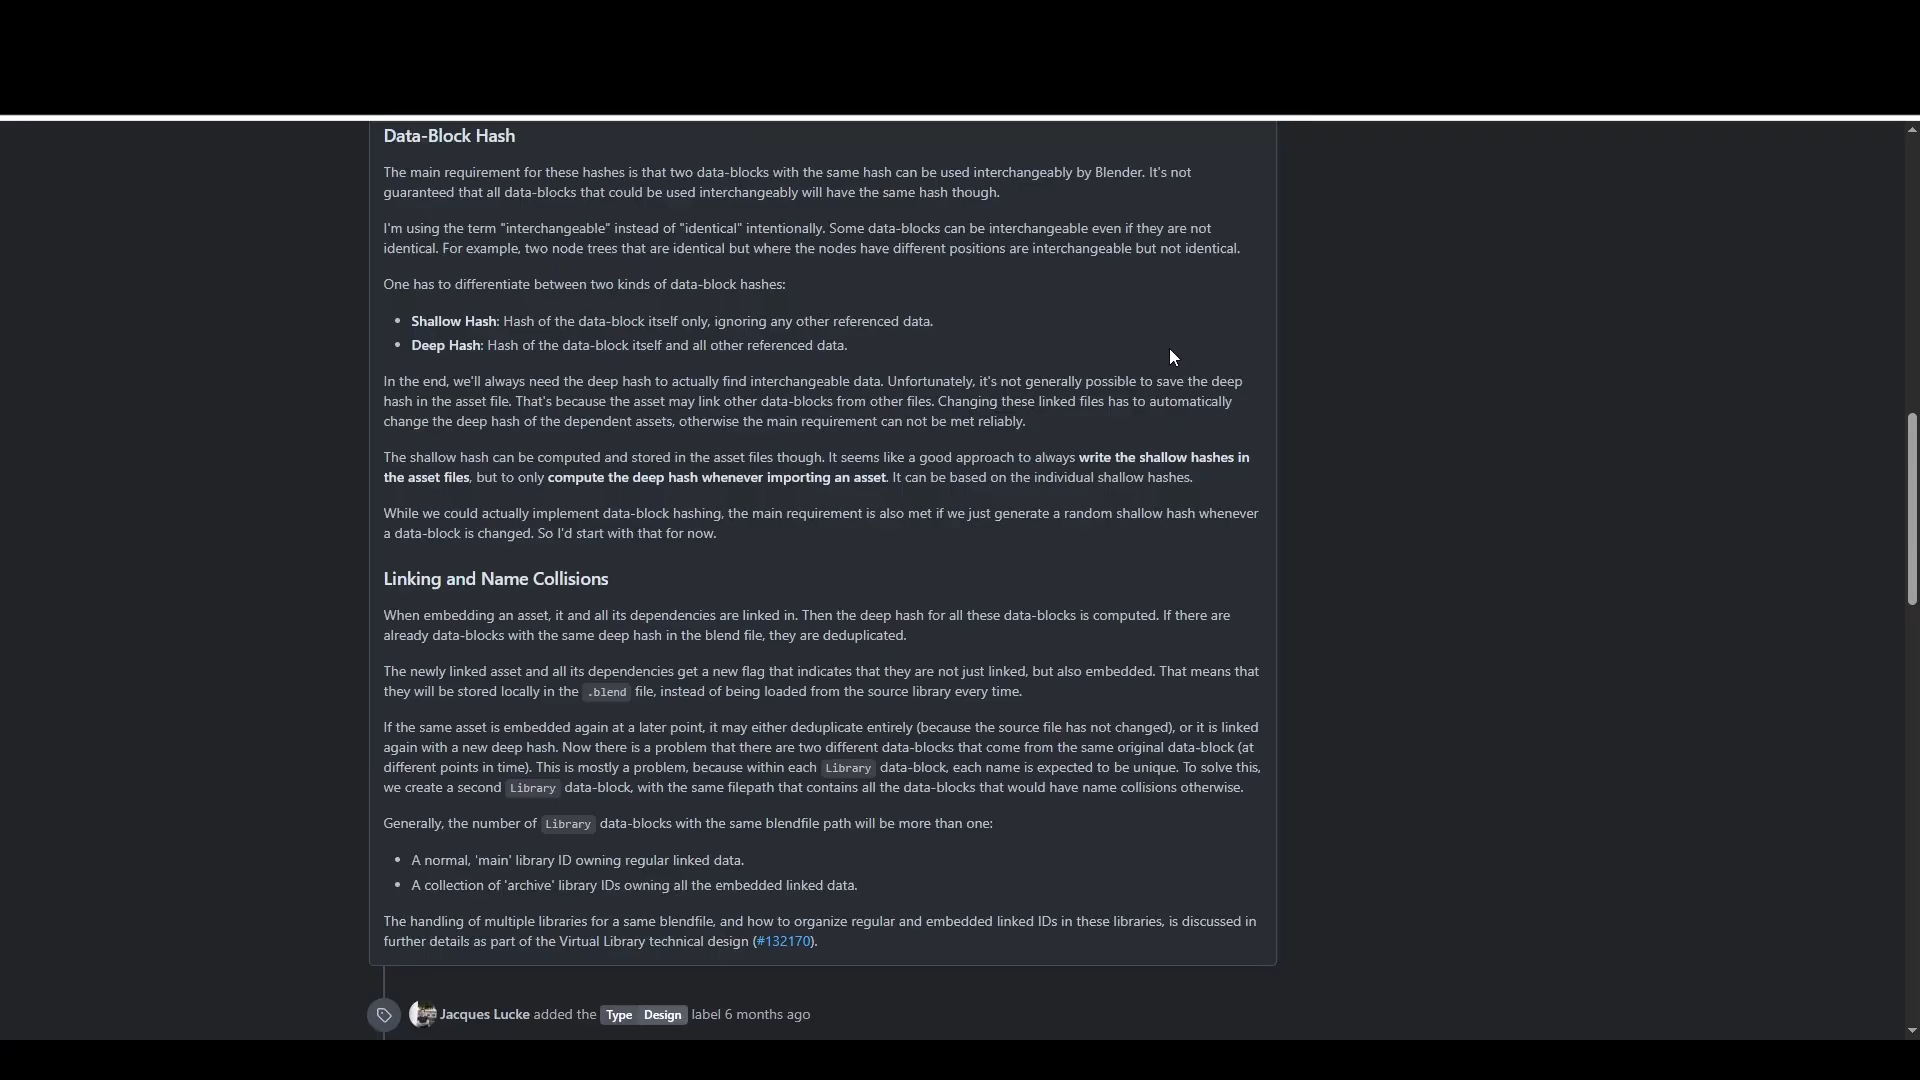 Data-Block Hash
The main requirement for these hashes is that two data-blocks with the same hash can be used interchangeably by Blender. It's not
guaranteed that all data-blocks that could be used interchangeably will have the same hash though.
I'm using the term "interchangeable" instead of "identical" intentionally. Some data-blocks can be interchangeable even if they are not
identical. For example, two node trees that are identical but where the nodes have different positions are interchangeable but not identical.
One has to differentiate between two kinds of data-block hashes:
• Shallow Hash: Hash of the data-block itself only, ignoring any other referenced data.
• Deep Hash: Hash of the data-block itself and all other referenced data.
In the end, we'll always need the deep hash to actually find interchangeable data. Unfortunately, it's not generally possible to save the deep
hash in the asset file. That's because the asset may link other data-blocks from other files. Changing these linked files has to automatically
change the deep hash of the dependent assets, otherwise the main requirement can not be met reliably.
The shallow hash can be computed and stored in the asset files though. It seems like a good approach to always write the shallow hashes in
the asset files, but to only compute the deep hash whenever importing an asset. It can be based on the individual shallow hashes.
While we could actually implement data-block hashing, the main requirement is also met if we just generate a random shallow hash whenever
a data-block is changed. So I'd start with that for now.
Linking and Name Collisions
When embedding an asset, it and all its dependencies are linked in. Then the deep hash for all these data-blocks is computed. If there are
already data-blocks with the same deep hash in the blend file, they are deduplicated.
The newly linked asset and all its dependencies get a new flag that indicates that they are not just linked, but also embedded. That means that
they will be stored locally in the .blend file, instead of being loaded from the source library every time.
If the same asset is embedded again at a later point, it may either deduplicate entirely (because the source file has not changed), or it is linked
again with a new deep hash. Now there is a problem that there are two different data-blocks that come from the same original data-block (at
different points in time). This is mostly a problem, because within each Library data-block, each name is expected to be unique. To solve this,
we create a second Library data-block, with the same filepath that contains all the data-blocks that would have name collisions otherwise.
Generally, the number of Library data-blocks with the same blendfile path will be more than one:
• A normal, 'main' library ID owning regular linked data.
• A collection of 'archive' library IDs owning all the embedded linked data.
The handling of multiple libraries for a same blendfile, and how to organize regular and embedded linked IDs in these libraries, is discussed in
further details as part of the Virtual Library technical design (#132170).
Jacques Lucke added the Type Design label 6 months ago